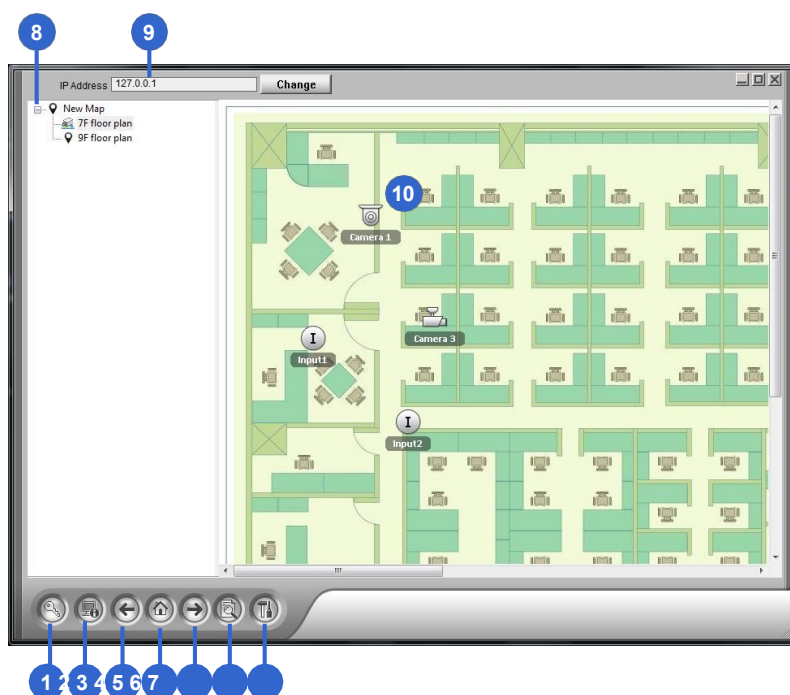 8 9
IP Address 127.0.0.1 Change
New Map
7F floor plan
9F floor plan
10
Camera 1
Camera 3
I
Input1
I
Input2
1 2 3 4 5 6 7